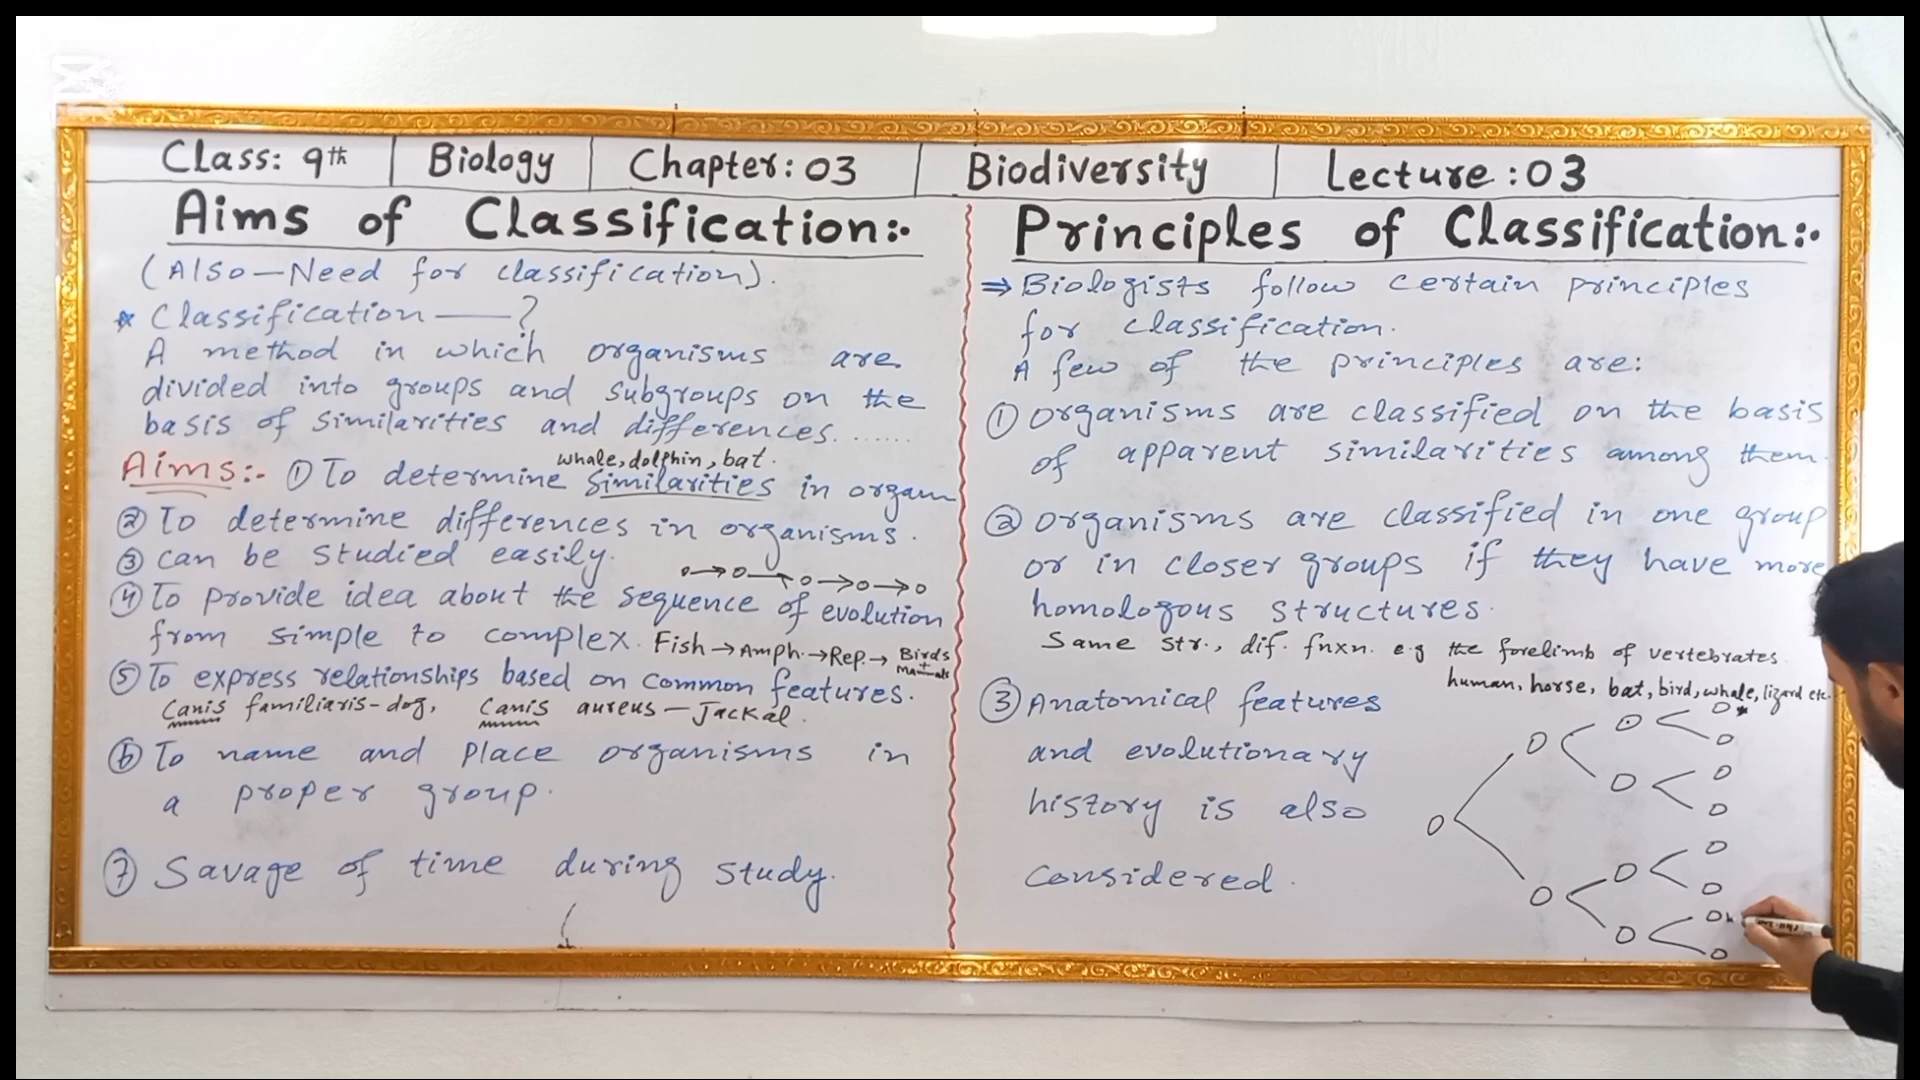 Class: 9th
Biology
Chapter: 03
Biodiversity
Lecture: 03
Aims of Classification:-
(Also—Need for classification).
* Classification — ?
A method in which organisms are
divided into groups and subgroups on the
basis of similarities and differences. ......
whale, dolphin, bat.
Aims:- ① To determine similarities in organ
② To determine differences in organisms.
③ can be studied easily.
o→o→o→o→o
④ To provide idea about the sequence of evolution
from simple to complex. Fish→Amph.→Rep.→ Birds + Mammals
⑤ To express relationships based on common features.
Canis familiaris-dog, Canis aureus—Jackal.
⑥ To name and place organisms in
a proper group.
⑦ Savage of time during study.
Principles of Classification:-
⇒ Biologists follow certain principles
for classification.
A few of the principles are:
① organisms are classified on the basis
of apparent similarities among them.
② organisms are classified in one group
or in closer groups if they have more
homologous structures.
Same str., dif. fnxn. e.g the forelimb of vertebrates
human, horse, bat, bird, whale, lizard etc.
③ Anatomical features
and evolutionary
history is also
considered.